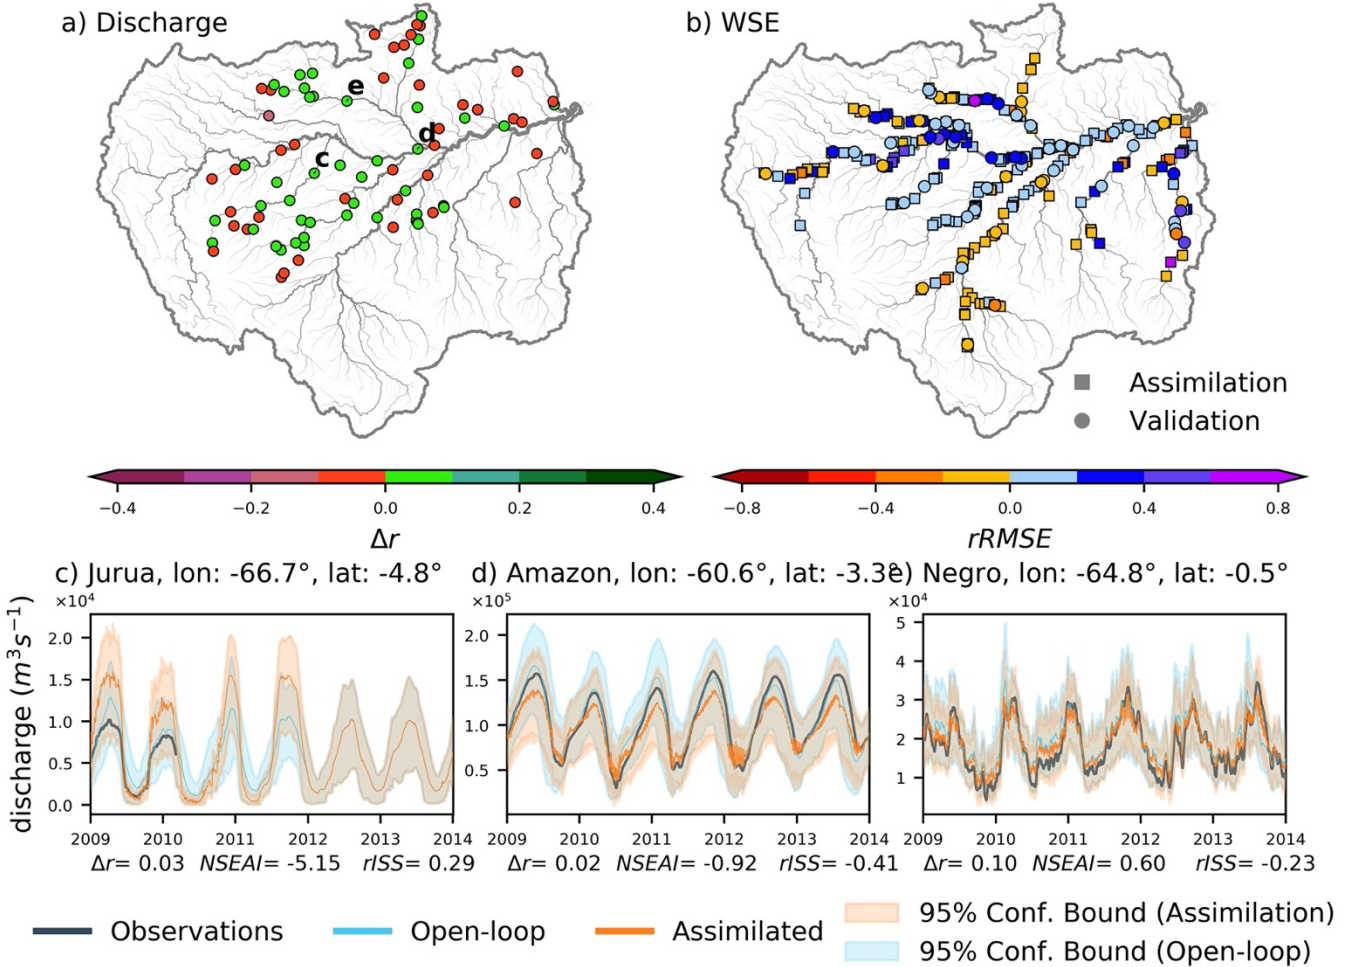 a) Discharge
b) WSE
e
d
c
Assimilation
Validation
−0.4 −0.2 0.0 0.2 0.4
Δr
−0.8 −0.4 0.0 0.4 0.8
rRMSE
c) Jurua, lon: -66.7°, lat: -4.8°
d) Amazon, lon: -60.6°, lat: -3.3°
e) Negro, lon: -64.8°, lat: -0.5°
discharge (m³s⁻¹)
×10⁴
2.0
1.5
1.0
0.5
0.0
2009 2010 2011 2012 2013 2014
Δr= 0.03 NSEAI= -5.15 rISS= 0.29
×10⁵
2.0
1.5
1.0
0.5
2009 2010 2011 2012 2013 2014
Δr= 0.02 NSEAI= -0.92 rISS= -0.41
×10⁴
5
4
3
2
1
2009 2010 2011 2012 2013 2014
Δr= 0.10 NSEAI= 0.60 rISS= -0.23
Observations
Open-loop
Assimilated
95% Conf. Bound (Assimilation)
95% Conf. Bound (Open-loop)